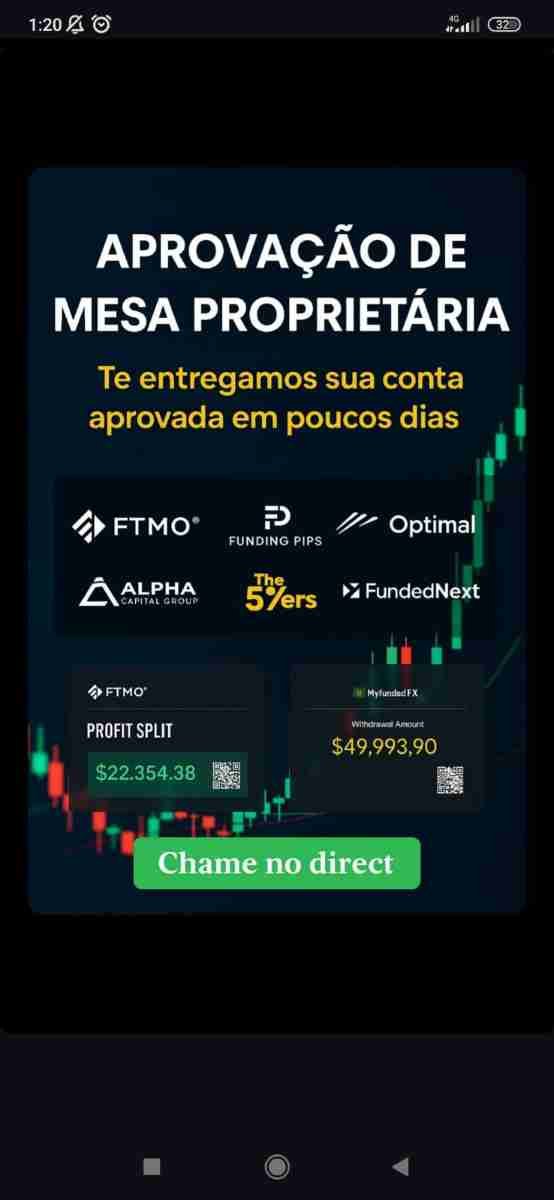 1:20
4G
32
APROVAÇÃO DE
MESA PROPRIETÁRIA
Te entregamos sua conta
aprovada em poucos dias
FTMO®
FUNDING PIPS
Optimal
ALPHA
CAPITAL GROUP
The
5%ers
FundedNext
FTMO®
PROFIT SPLIT
$22.354.38
Myfunded FX
Withdrawal Amount
$49,993,90
Chame no direct